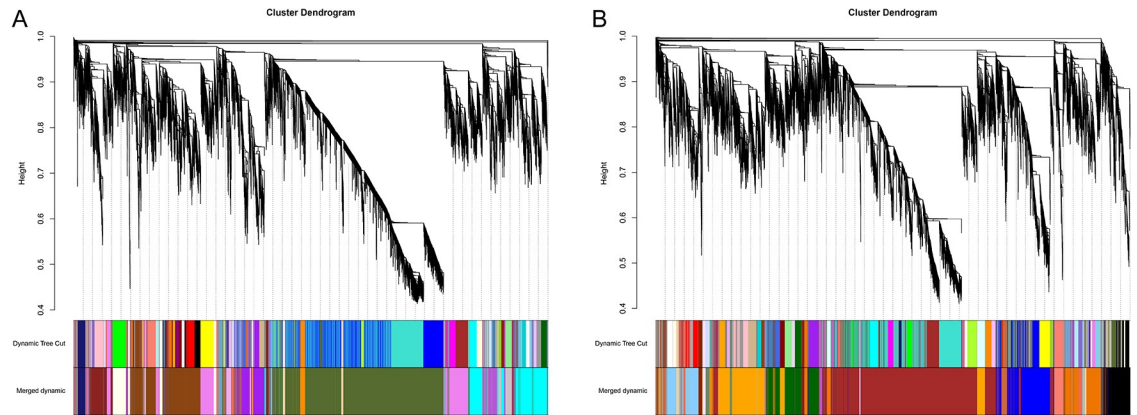 A
Cluster Dendrogram
Height
1.0
0.9
0.8
0.7
0.6
0.5
0.4
Dynamic Tree Cut
Merged dynamic
B
Cluster Dendrogram
Height
1.0
0.9
0.8
0.7
0.6
0.5
0.4
Dynamic Tree Cut
Merged dynamic